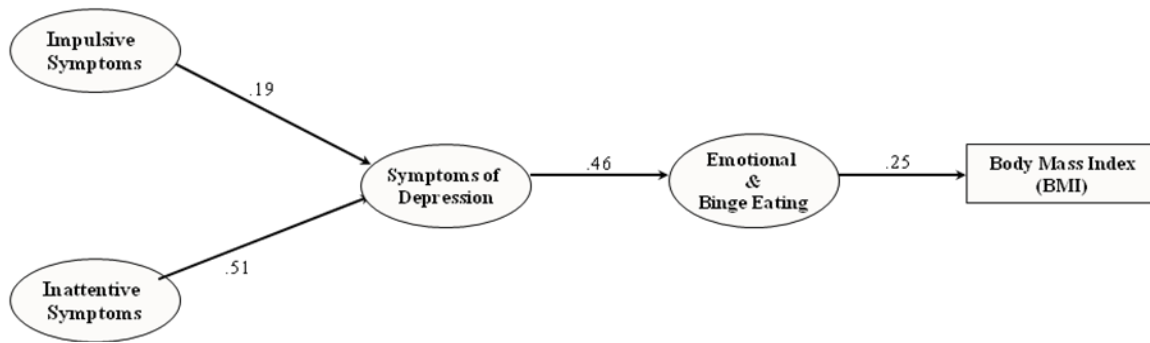 Impulsive
Symptoms
.19
Symptoms of
Depression
.46
Emotional
&
Binge Eating
.25
Body Mass Index
(BMI)
.51
Inattentive
Symptoms